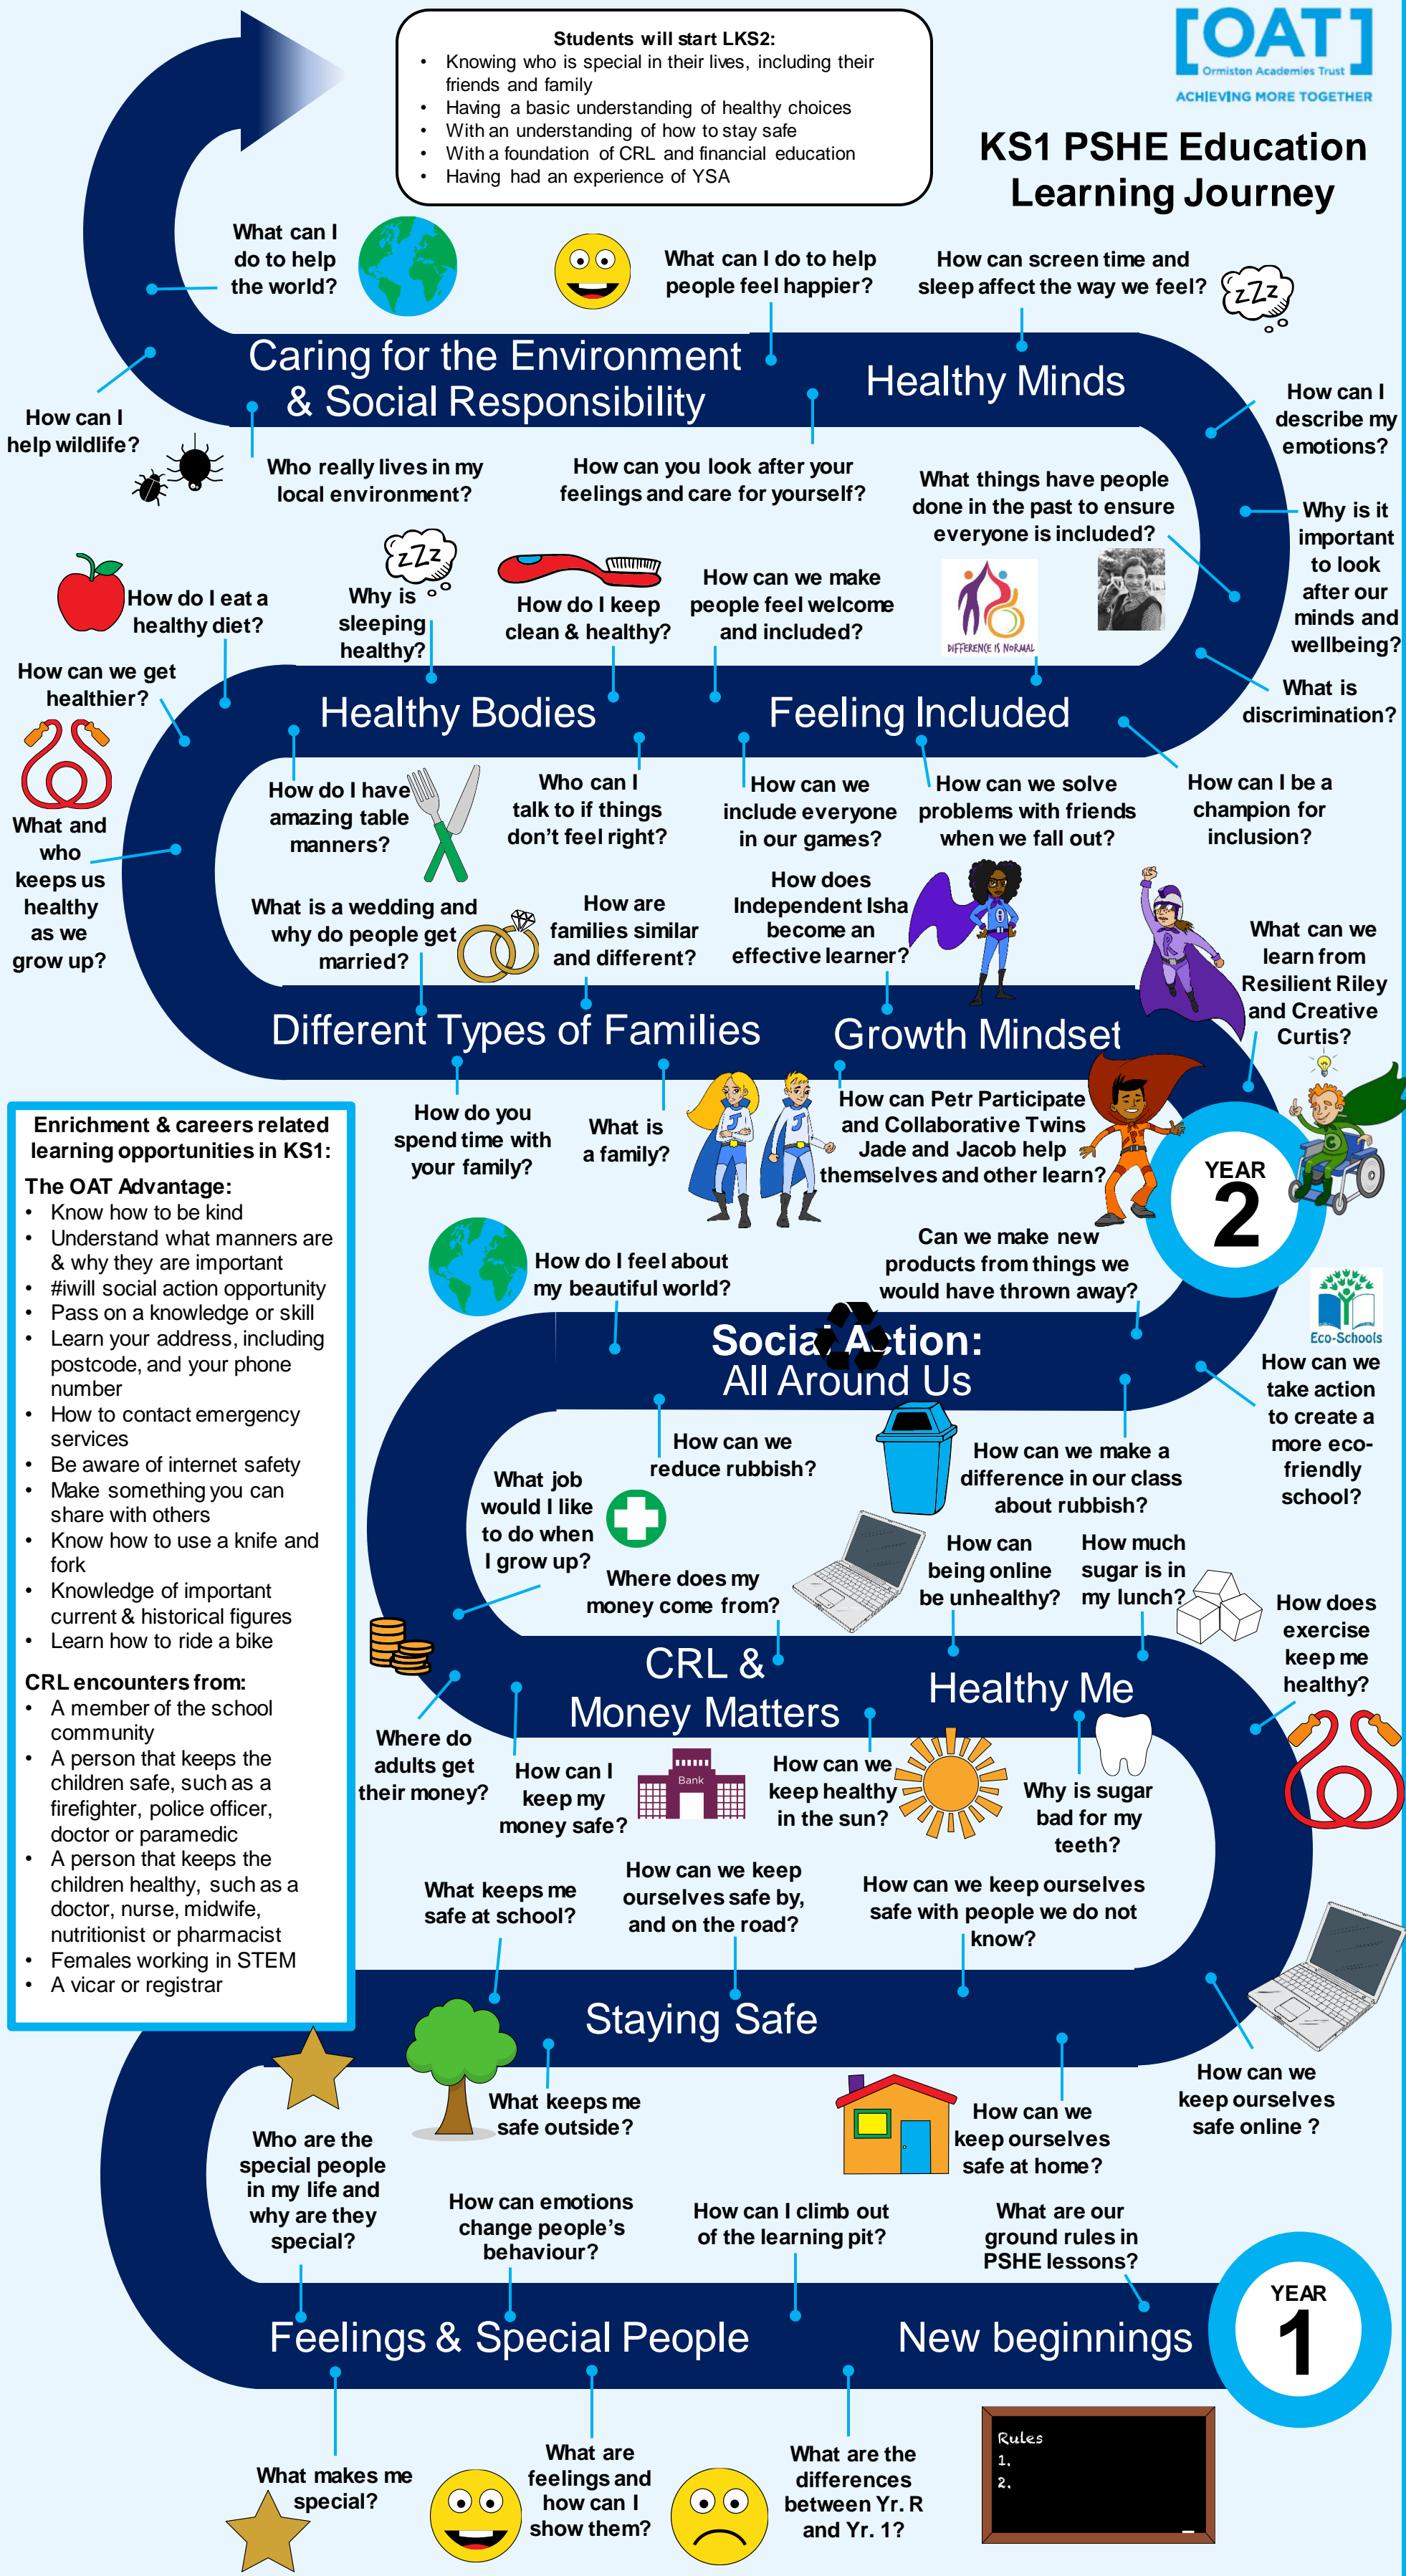 Students will start LKS2:
• Knowing who is special in their lives, including their
friends and family
• Having a basic understanding of healthy choices
• With an understanding of how to stay safe
• With a foundation of CRL and financial education
• Having had an experience of YSA
[OAT]
Ormiston Academies Trust
ACHIEVING MORE TOGETHER
KS1 PSHE Education
Learning Journey
What can I
do to help
the world?
What can I do to help
people feel happier?
How can screen time and
sleep affect the way we feel?
zZz
Caring for the Environment
& Social Responsibility
Healthy Minds
How can I
help wildlife?
Who really lives in my
local environment?
How can you look after your
feelings and care for yourself?
How can I
describe my
emotions?
What things have people
done in the past to ensure
everyone is included?
Why is it
important
to look
after our
minds and
wellbeing?
DIFFERENCE IS NORMAL
What is
discrimination?
How do I eat a
healthy diet?
zZz
Why is
sleeping
healthy?
How do I keep
clean & healthy?
How can we make
people feel welcome
and included?
How can we get
healthier?
Healthy Bodies
Feeling Included
What and
who
keeps us
healthy
as we
grow up?
How do I have
amazing table
manners?
Who can I
talk to if things
don't feel right?
How can we
include everyone
in our games?
How can we solve
problems with friends
when we fall out?
How can I be a
champion for
inclusion?
What is a wedding and
why do people get
married?
How are
families similar
and different?
How does
Independent Isha
become an
effective learner?
What can we
learn from
Resilient Riley
and Creative
Curtis?
Different Types of Families
Growth Mindset
How do you
spend time with
your family?
What is
a family?
How can Petr Participate
and Collaborative Twins
Jade and Jacob help
themselves and other learn?
YEAR
2
Enrichment & careers related
learning opportunities in KS1:
The OAT Advantage:
• Know how to be kind
• Understand what manners are
& why they are important
• #iwill social action opportunity
• Pass on a knowledge or skill
• Learn your address, including
postcode, and your phone
number
• How to contact emergency
services
• Be aware of internet safety
• Make something you can
share with others
• Know how to use a knife and
fork
• Knowledge of important
current & historical figures
• Learn how to ride a bike
CRL encounters from:
• A member of the school
community
• A person that keeps the
children safe, such as a
firefighter, police officer,
doctor or paramedic
• A person that keeps the
children healthy, such as a
doctor, nurse, midwife,
nutritionist or pharmacist
• Females working in STEM
• A vicar or registrar
How do I feel about
my beautiful world?
Can we make new
products from things we
would have thrown away?
Social Action:
All Around Us
Eco-Schools
How can we
take action
to create a
more eco-
friendly
school?
How can we
reduce rubbish?
How can we make a
difference in our class
about rubbish?
What job
would I like
to do when
I grow up?
Where does my
money come from?
How can
being online
be unhealthy?
How much
sugar is in
my lunch?
How does
exercise
keep me
healthy?
CRL &
Money Matters
Healthy Me
Where do
adults get
their money?
How can I
keep my
money safe?
Bank
How can we
keep healthy
in the sun?
Why is sugar
bad for my
teeth?
What keeps me
safe at school?
How can we keep
ourselves safe by,
and on the road?
How can we keep ourselves
safe with people we do not
know?
Staying Safe
What keeps me
safe outside?
How can we
keep ourselves
safe at home?
How can we
keep ourselves
safe online ?
Who are the
special people
in my life and
why are they
special?
How can emotions
change people's
behaviour?
How can I climb out
of the learning pit?
What are our
ground rules in
PSHE lessons?
Feelings & Special People
New beginnings
YEAR
1
What makes me
special?
What are
feelings and
how can I
show them?
What are the
differences
between Yr. R
and Yr. 1?
Rules
1.
2.